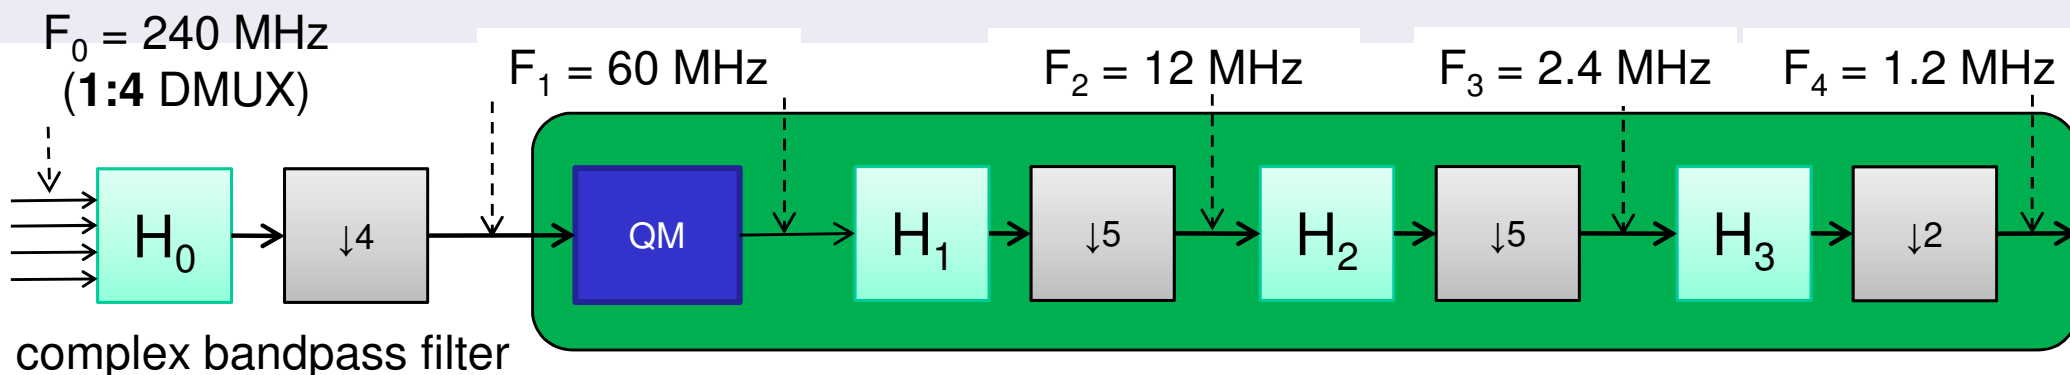 F₀ = 240 MHz
(1:4 DMUX)
F₁ = 60 MHz
F₂ = 12 MHz
F₃ = 2.4 MHz
F₄ = 1.2 MHz
H₀
↓4
QM
H₁
↓5
H₂
↓5
H₃
↓2
complex bandpass filter